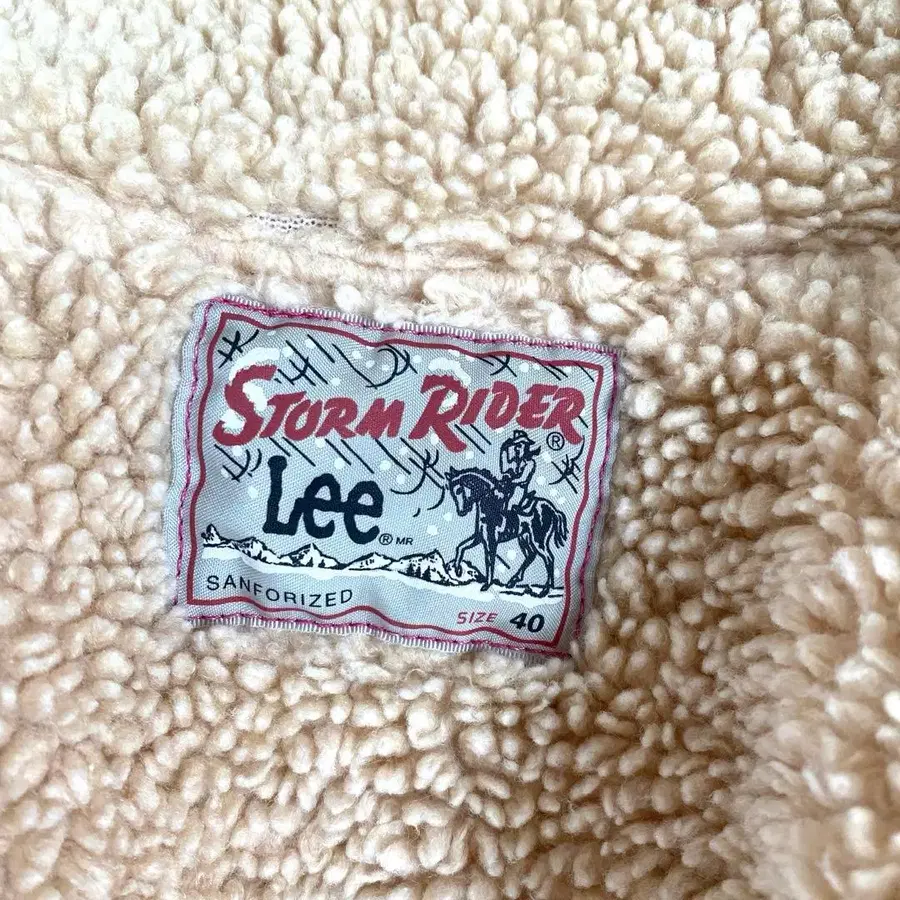 STORM RIDER ®
Lee ® MR
SANFORIZED
SIZE 40